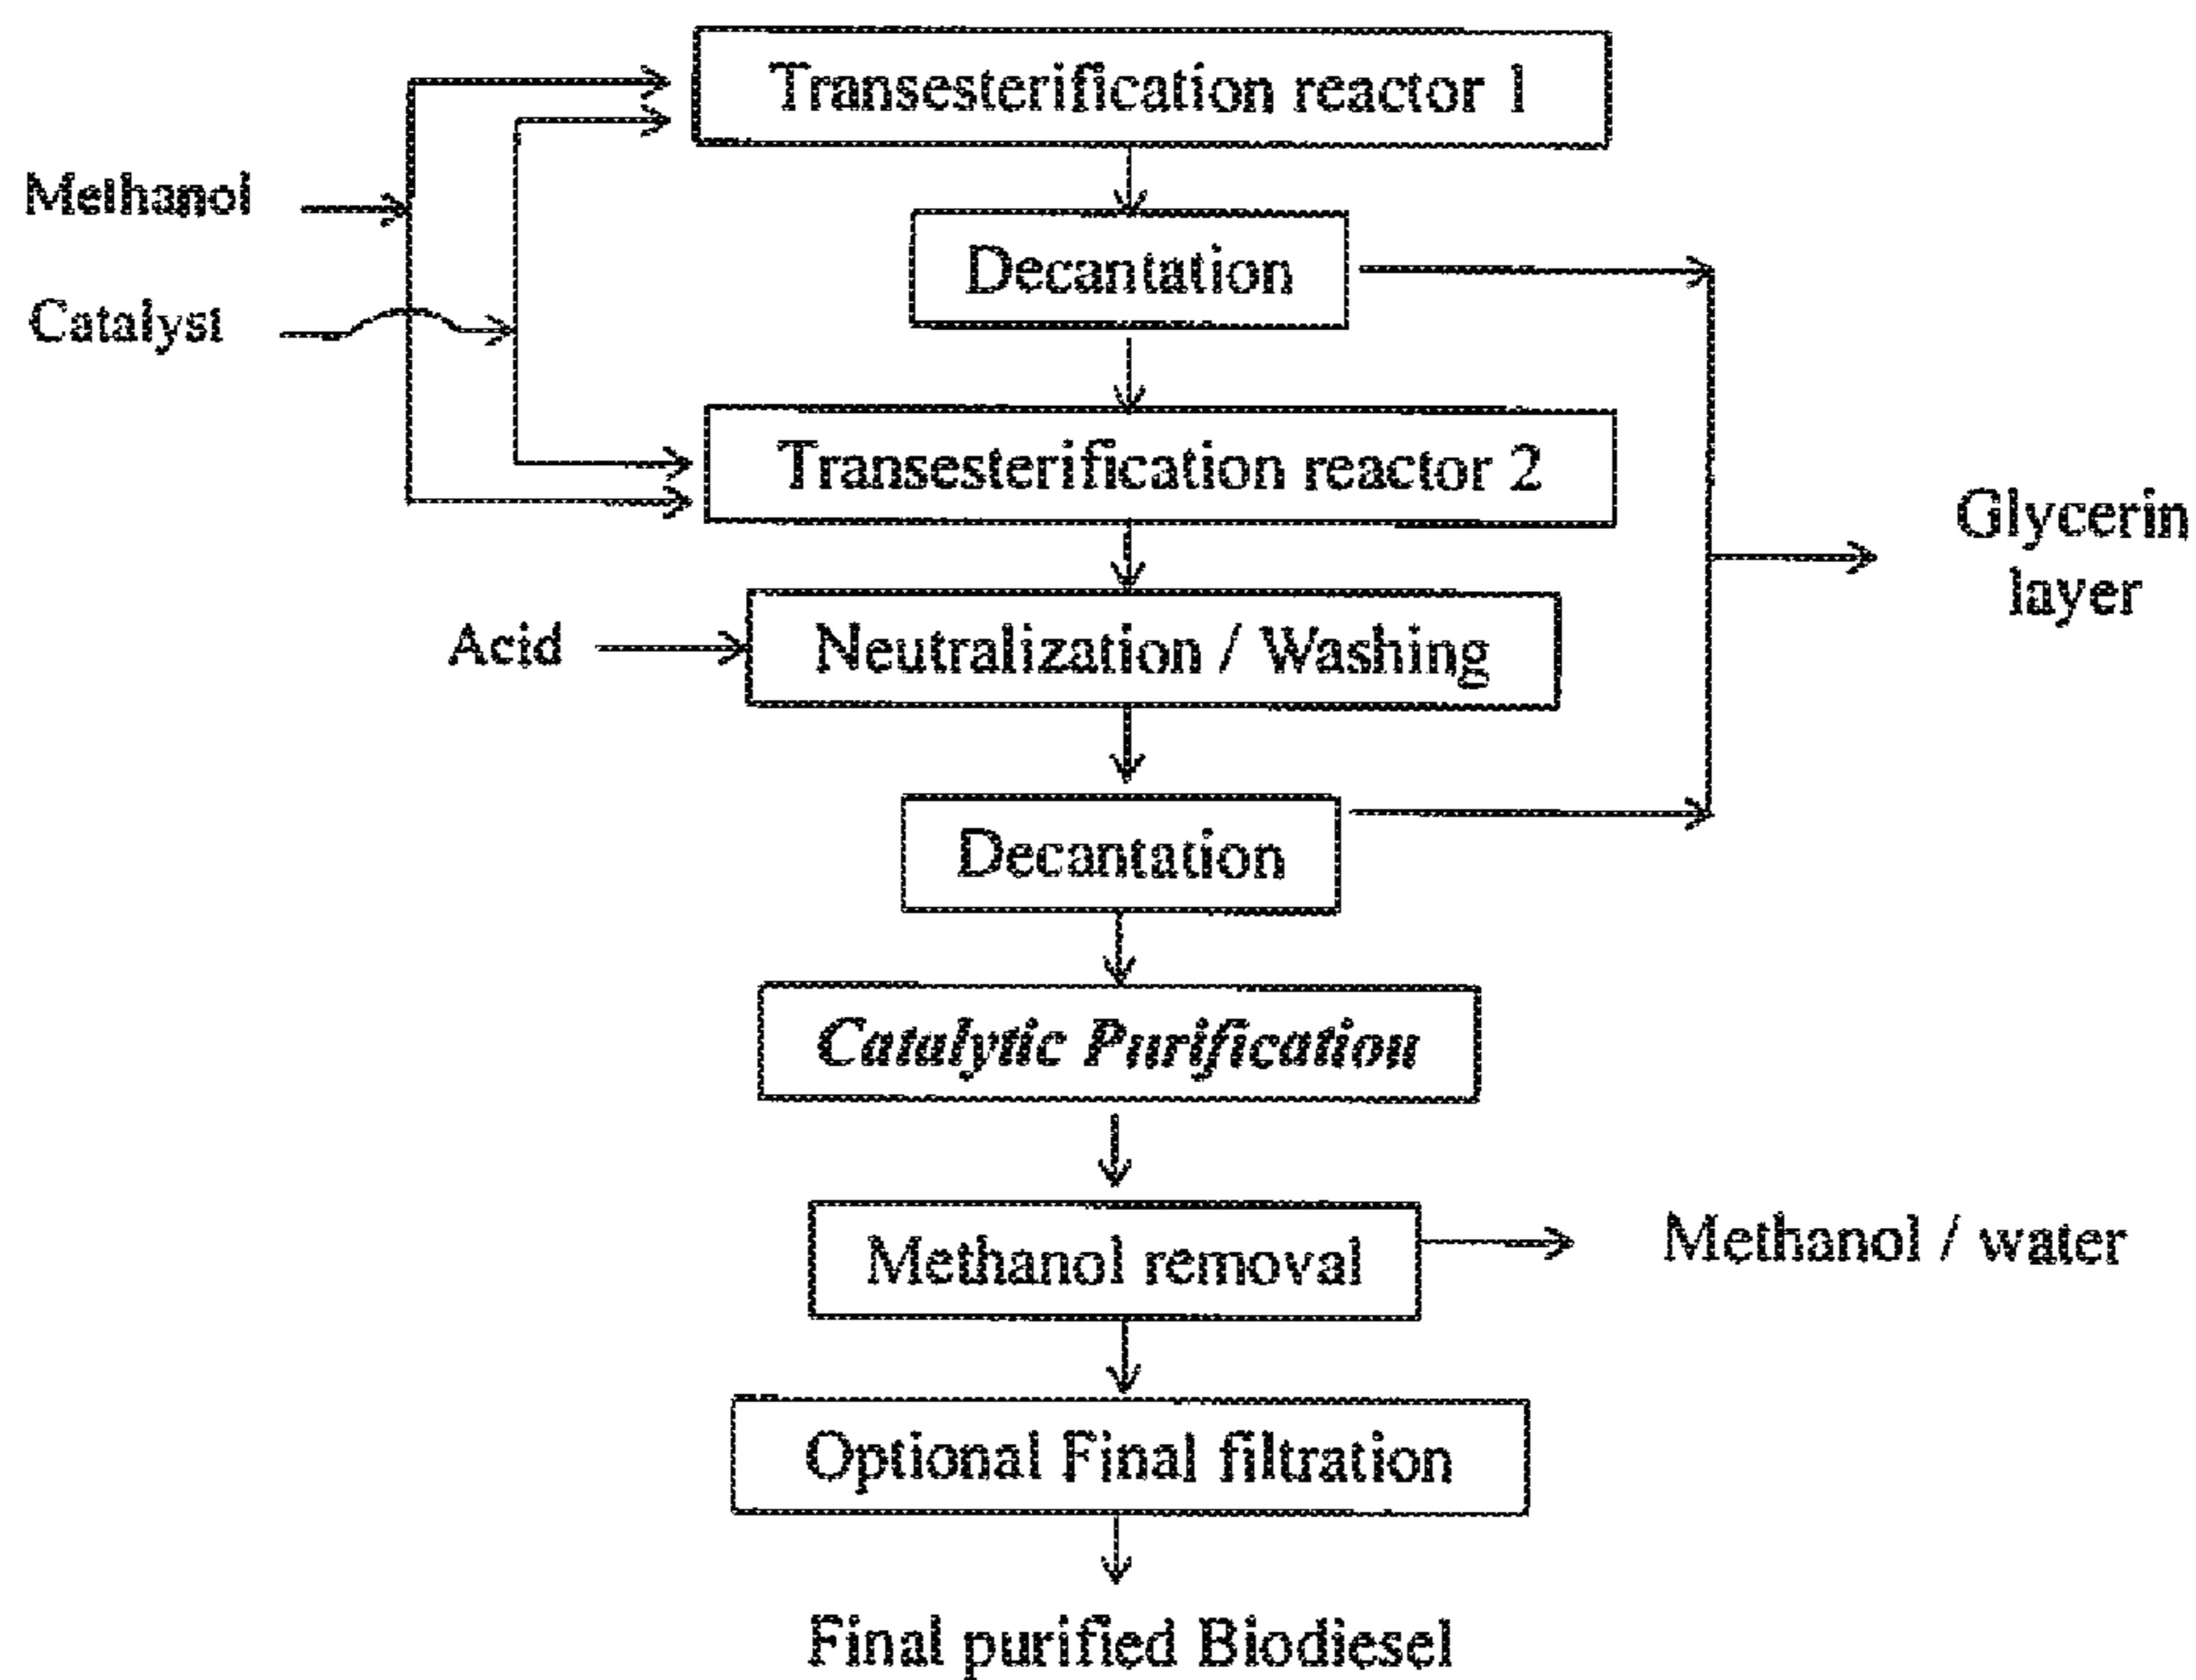 Transesterification reactor 1
Methanol
Decantation
Catalyst
Transesterification reactor 2
Glycerin
layer
Acid
Neutralization / Washing
Decantation
Catalytic Purification
Methanol removal
Methanol / water
Optional Final filtration
Final purified Biodiesel